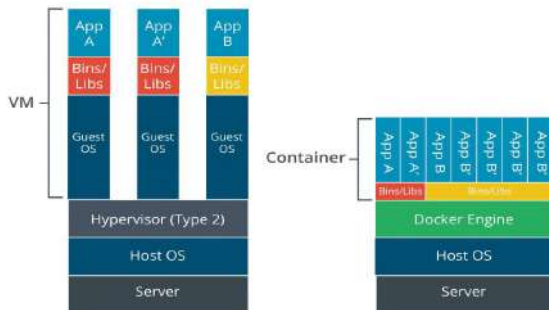 App
A
App
A'
App
B
Bins/
Libs
Bins/
Libs
Bins/
Libs
VM
Guest
OS
Guest
OS
Guest
OS
Hypervisor (Type 2)
Host OS
Server
Container
App A
App A'
App B
App B'
App B'
App B'
App B'
Bins/Libs
Bins/Libs
Docker Engine
Host OS
Server